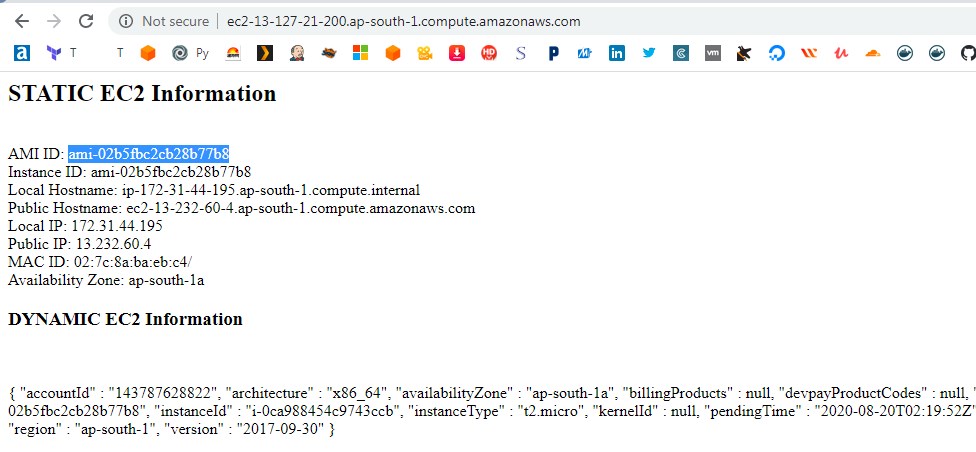 Not secure | ec2-13-127-21-200.ap-south-1.compute.amazonaws.com
a T T Py HD S P vm
STATIC EC2 Information
AMI ID: ami-02b5fbc2cb28b77b8
Instance ID: ami-02b5fbc2cb28b77b8
Local Hostname: ip-172-31-44-195.ap-south-1.compute.internal
Public Hostname: ec2-13-232-60-4.ap-south-1.compute.amazonaws.com
Local IP: 172.31.44.195
Public IP: 13.232.60.4
MAC ID: 02:7c:8a:ba:eb:c4/
Availability Zone: ap-south-1a
DYNAMIC EC2 Information
{ "accountId" : "143787628822", "architecture" : "x86_64", "availabilityZone" : "ap-south-1a", "billingProducts" : null, "devpayProductCodes" : null, "
02b5fbc2cb28b77b8", "instanceId" : "i-0ca988454c9743ccb", "instanceType" : "t2.micro", "kernelId" : null, "pendingTime" : "2020-08-20T02:19:52Z"
"region" : "ap-south-1", "version" : "2017-09-30" }